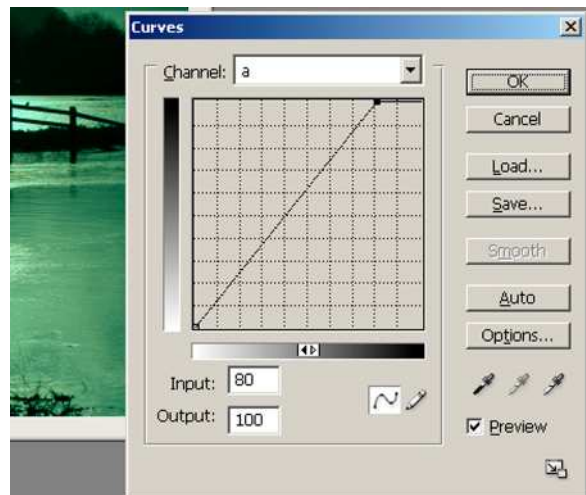 Curves
Channel: a
OK
Cancel
Load...
Save...
Smooth
Auto
Options...
Input: 80
Output: 100
Preview